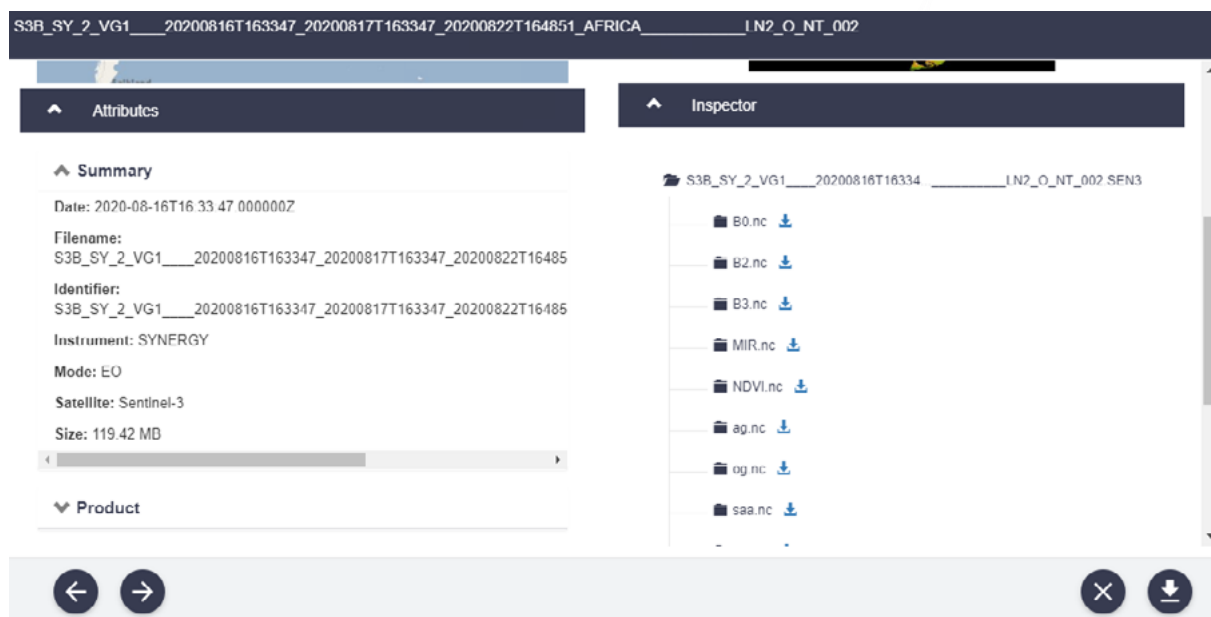 S3B_SY_2_VG1____20200816T163347_20200817T163347_20200822T164851_AFRICA____________LN2_O_NT_002
Attributes
Summary
Date: 2020-08-16T16:33:47.000000Z
Filename:
S3B_SY_2_VG1____20200816T163347_20200817T163347_20200822T16485
Identifier:
S3B_SY_2_VG1____20200816T163347_20200817T163347_20200822T16485
Instrument: SYNERGY
Mode: EO
Satellite: Sentinel-3
Size: 119.42 MB
Product
Inspector
S3B_SY_2_VG1____20200816T16334. __________LN2_O_NT_002.SEN3
B0.nc
B2.nc
B3.nc
MIR.nc
NDVI.nc
ag.nc
og.nc
saa.nc